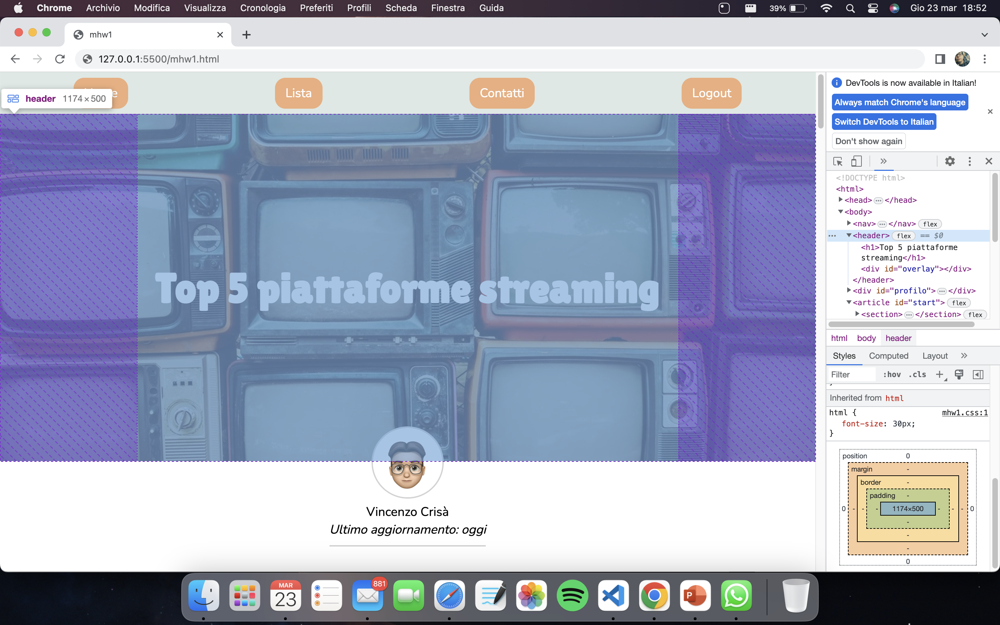 Chrome Archivio Modifica Visualizza Cronologia Preferiti Profili Scheda Finestra Guida 39% Gio 23 mar 18:52
mhw1
127.0.0.1:5500/mhw1.html
Lista Contatti Logout
header 1174×500
Top 5 piattaforme streaming
Vincenzo Crisà
Ultimo aggiornamento: oggi
DevTools is now available in Italian!
Always match Chrome's language
Switch DevTools to Italian
Don't show again
<!DOCTYPE html>
<html>
<head> … </head>
<body>
<nav> … </nav> flex
… <header> flex == $0
<h1>Top 5 piattaforme
streaming</h1>
<div id="overlay"></div>
</header>
<div id="profilo"> … </div>
<article id="start"> flex
<section> … </section> flex
html body header
Styles Computed Layout
Filter :hov .cls
}
Inherited from html
html { mhw1.css:1
font-size: 30px;
}
position 0
margin -
border -
padding -
0 - - - 1174×500 - - - 0
-
-
-
0
MAR
23
881
P